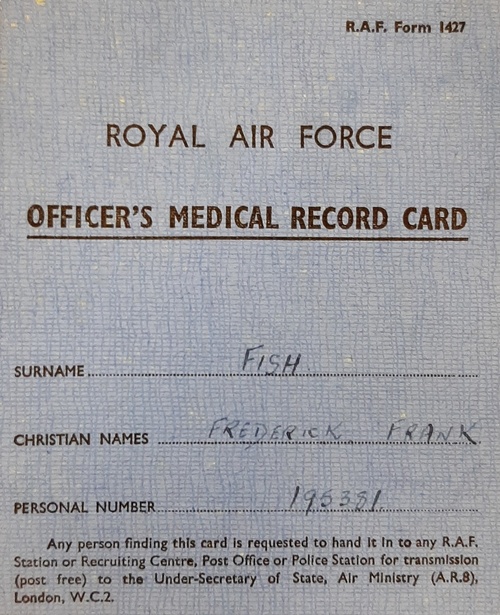 R.A.F. Form 1427
ROYAL AIR FORCE
OFFICER'S MEDICAL RECORD CARD
SURNAME FISH
CHRISTIAN NAMES FREDERICK FRANK
PERSONAL NUMBER 195381
Any person finding this card is requested to hand it in to any R.A.F.
Station or Recruiting Centre, Post Office or Police Station for transmission
(post free) to the Under-Secretary of State, Air Ministry (A.R.8),
London, W.C.2.